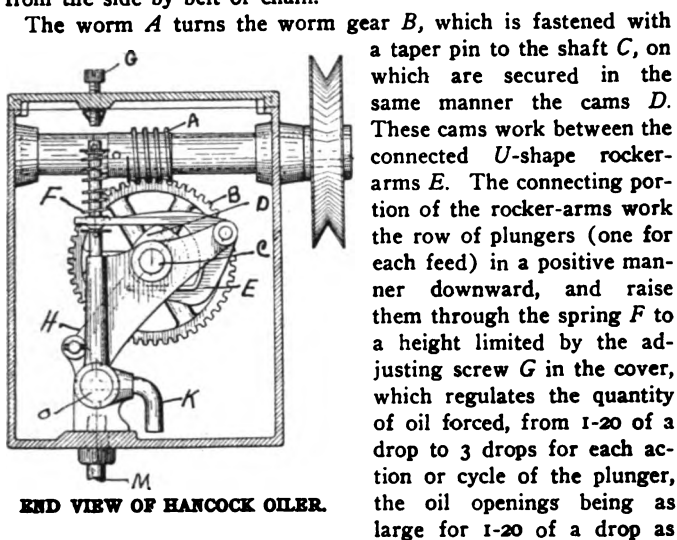 from the side by belt or chain.
The worm A turns the worm gear B, which is fastened with
a taper pin to the shaft C, on
which are secured in the
same manner the cams D.
These cams work between the
connected U-shape rocker-
arms E. The connecting por-
tion of the rocker-arms work
the row of plungers (one for
each feed) in a positive man-
ner downward, and raise
them through the spring F to
a height limited by the ad-
justing screw G in the cover,
which regulates the quantity
of oil forced, from 1-20 of a
drop to 3 drops for each ac-
tion or cycle of the plunger,
the oil openings being as
large for 1-20 of a drop as
G
A
F
B
D
C
E
H
O
K
M
END VIEW OF HANCOCK OILER.